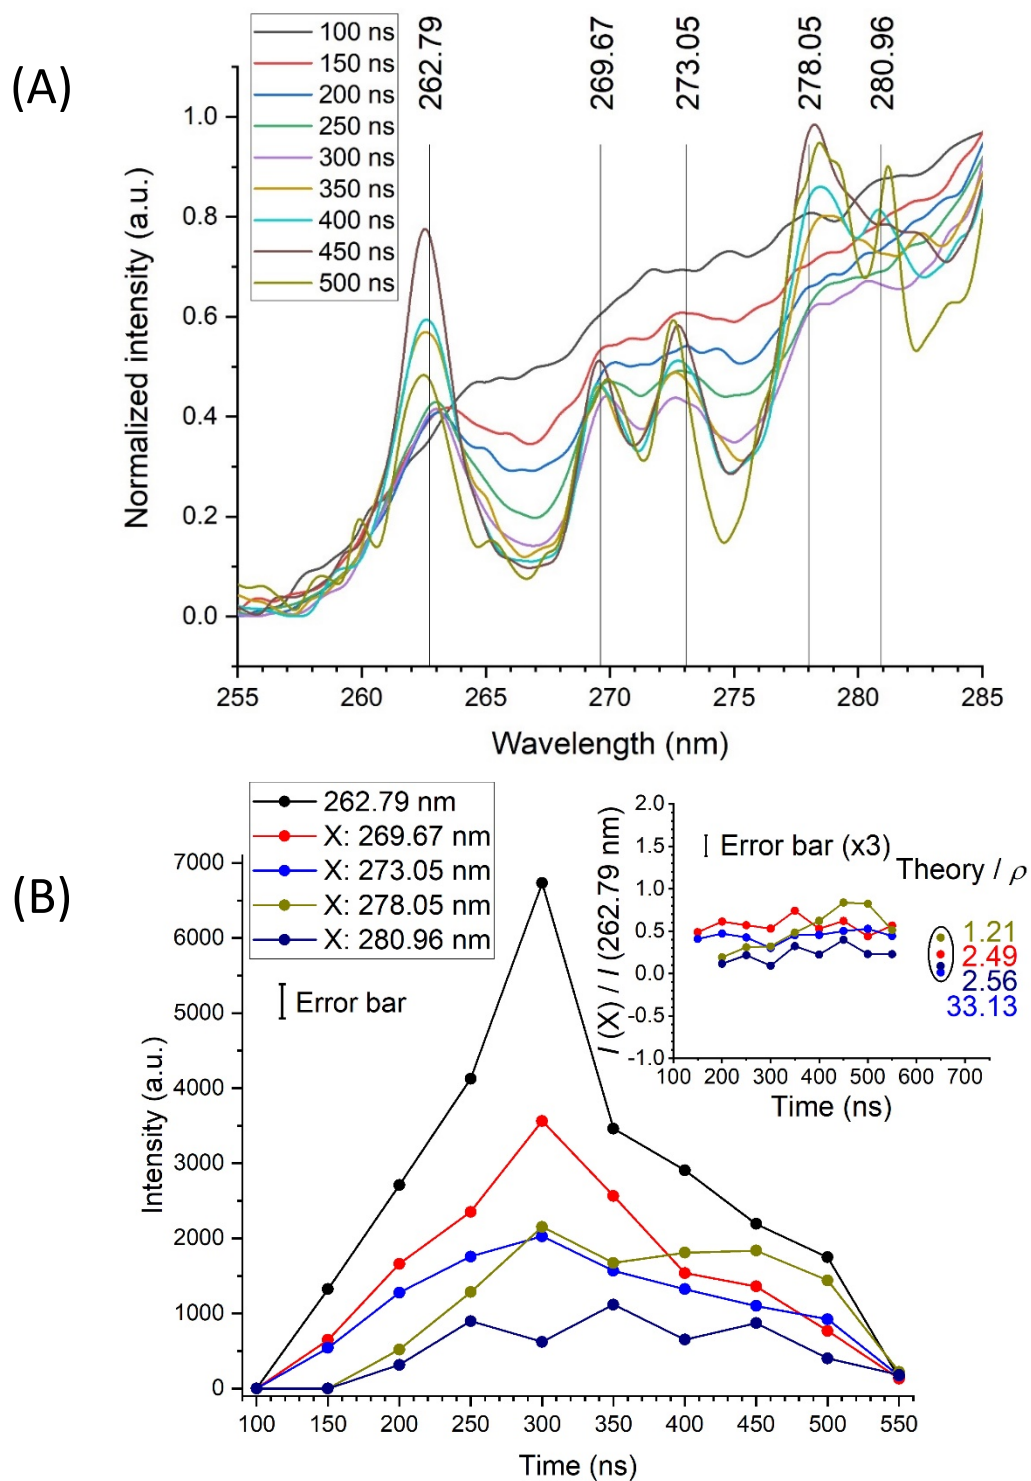 (A)
100 ns
150 ns
200 ns
250 ns
300 ns
350 ns
400 ns
450 ns
500 ns
262.79
269.67
273.05
278.05
280.96
Normalized intensity (a.u.)
1.0
0.8
0.6
0.4
0.2
0.0
255 260 265 270 275 280 285
Wavelength (nm)
(B)
262.79 nm
X: 269.67 nm
X: 273.05 nm
X: 278.05 nm
X: 280.96 nm
Error bar
Intensity (a.u.)
7000
6000
5000
4000
3000
2000
1000
0
100 150 200 250 300 350 400 450 500 550
Time (ns)
I (X) / I (262.79 nm)
2.0
1.5
1.0
0.5
0.0
-0.5
-1.0
Error bar (x3)
Theory / ρ
1.21
2.49
2.56
33.13
100 200 300 400 500 600 700
Time (ns)